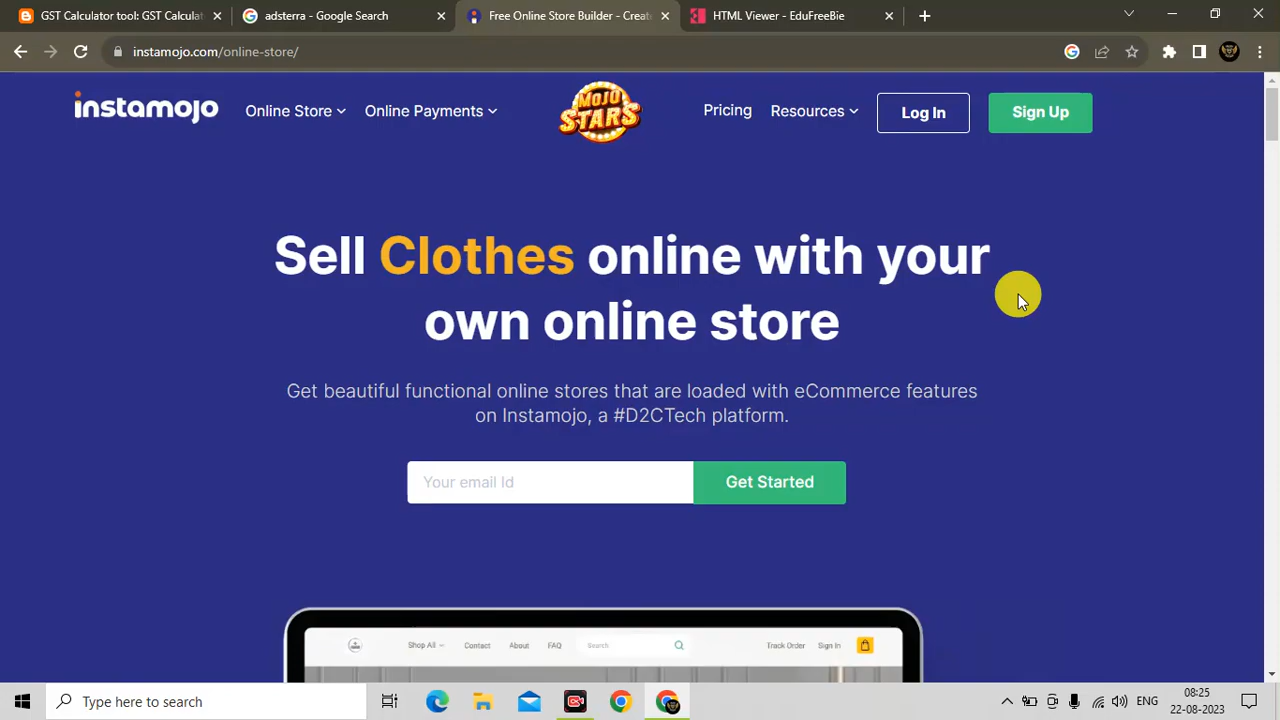 GST Calculator tool: GST Calcula
adsterra - Google Search
Free Online Store Builder - Create
HTML Viewer - EduFreeBie
instamojo.com/online-store/
instamojo
Online Store
Online Payments
MOJO
STARS
Pricing
Resources
Log In
Sign Up
Sell Clothes online with your
own online store
Get beautiful functional online stores that are loaded with eCommerce features
on Instamojo, a #D2CTech platform.
Your email Id
Get Started
Shop All
Contact
About
FAQ
Search
Track Order
Sign In
Type here to search
ENG
08:25
22-08-2023